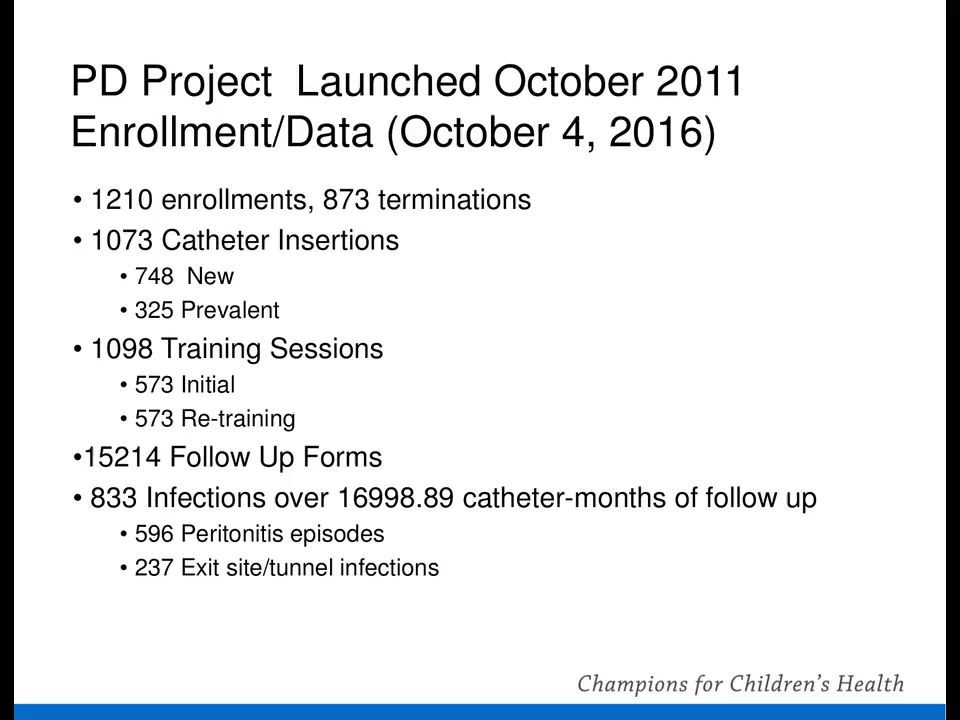 PD Project  Launched October 2011
Enrollment/Data (October 4, 2016)
• 1210 enrollments, 873 terminations
• 1073 Catheter Insertions
• 748  New
• 325 Prevalent
• 1098 Training Sessions
• 573 Initial
• 573 Re-training
•15214 Follow Up Forms
• 833 Infections over 16998.89 catheter-months of follow up
• 596 Peritonitis episodes
• 237 Exit site/tunnel infections
Champions for Children's Health